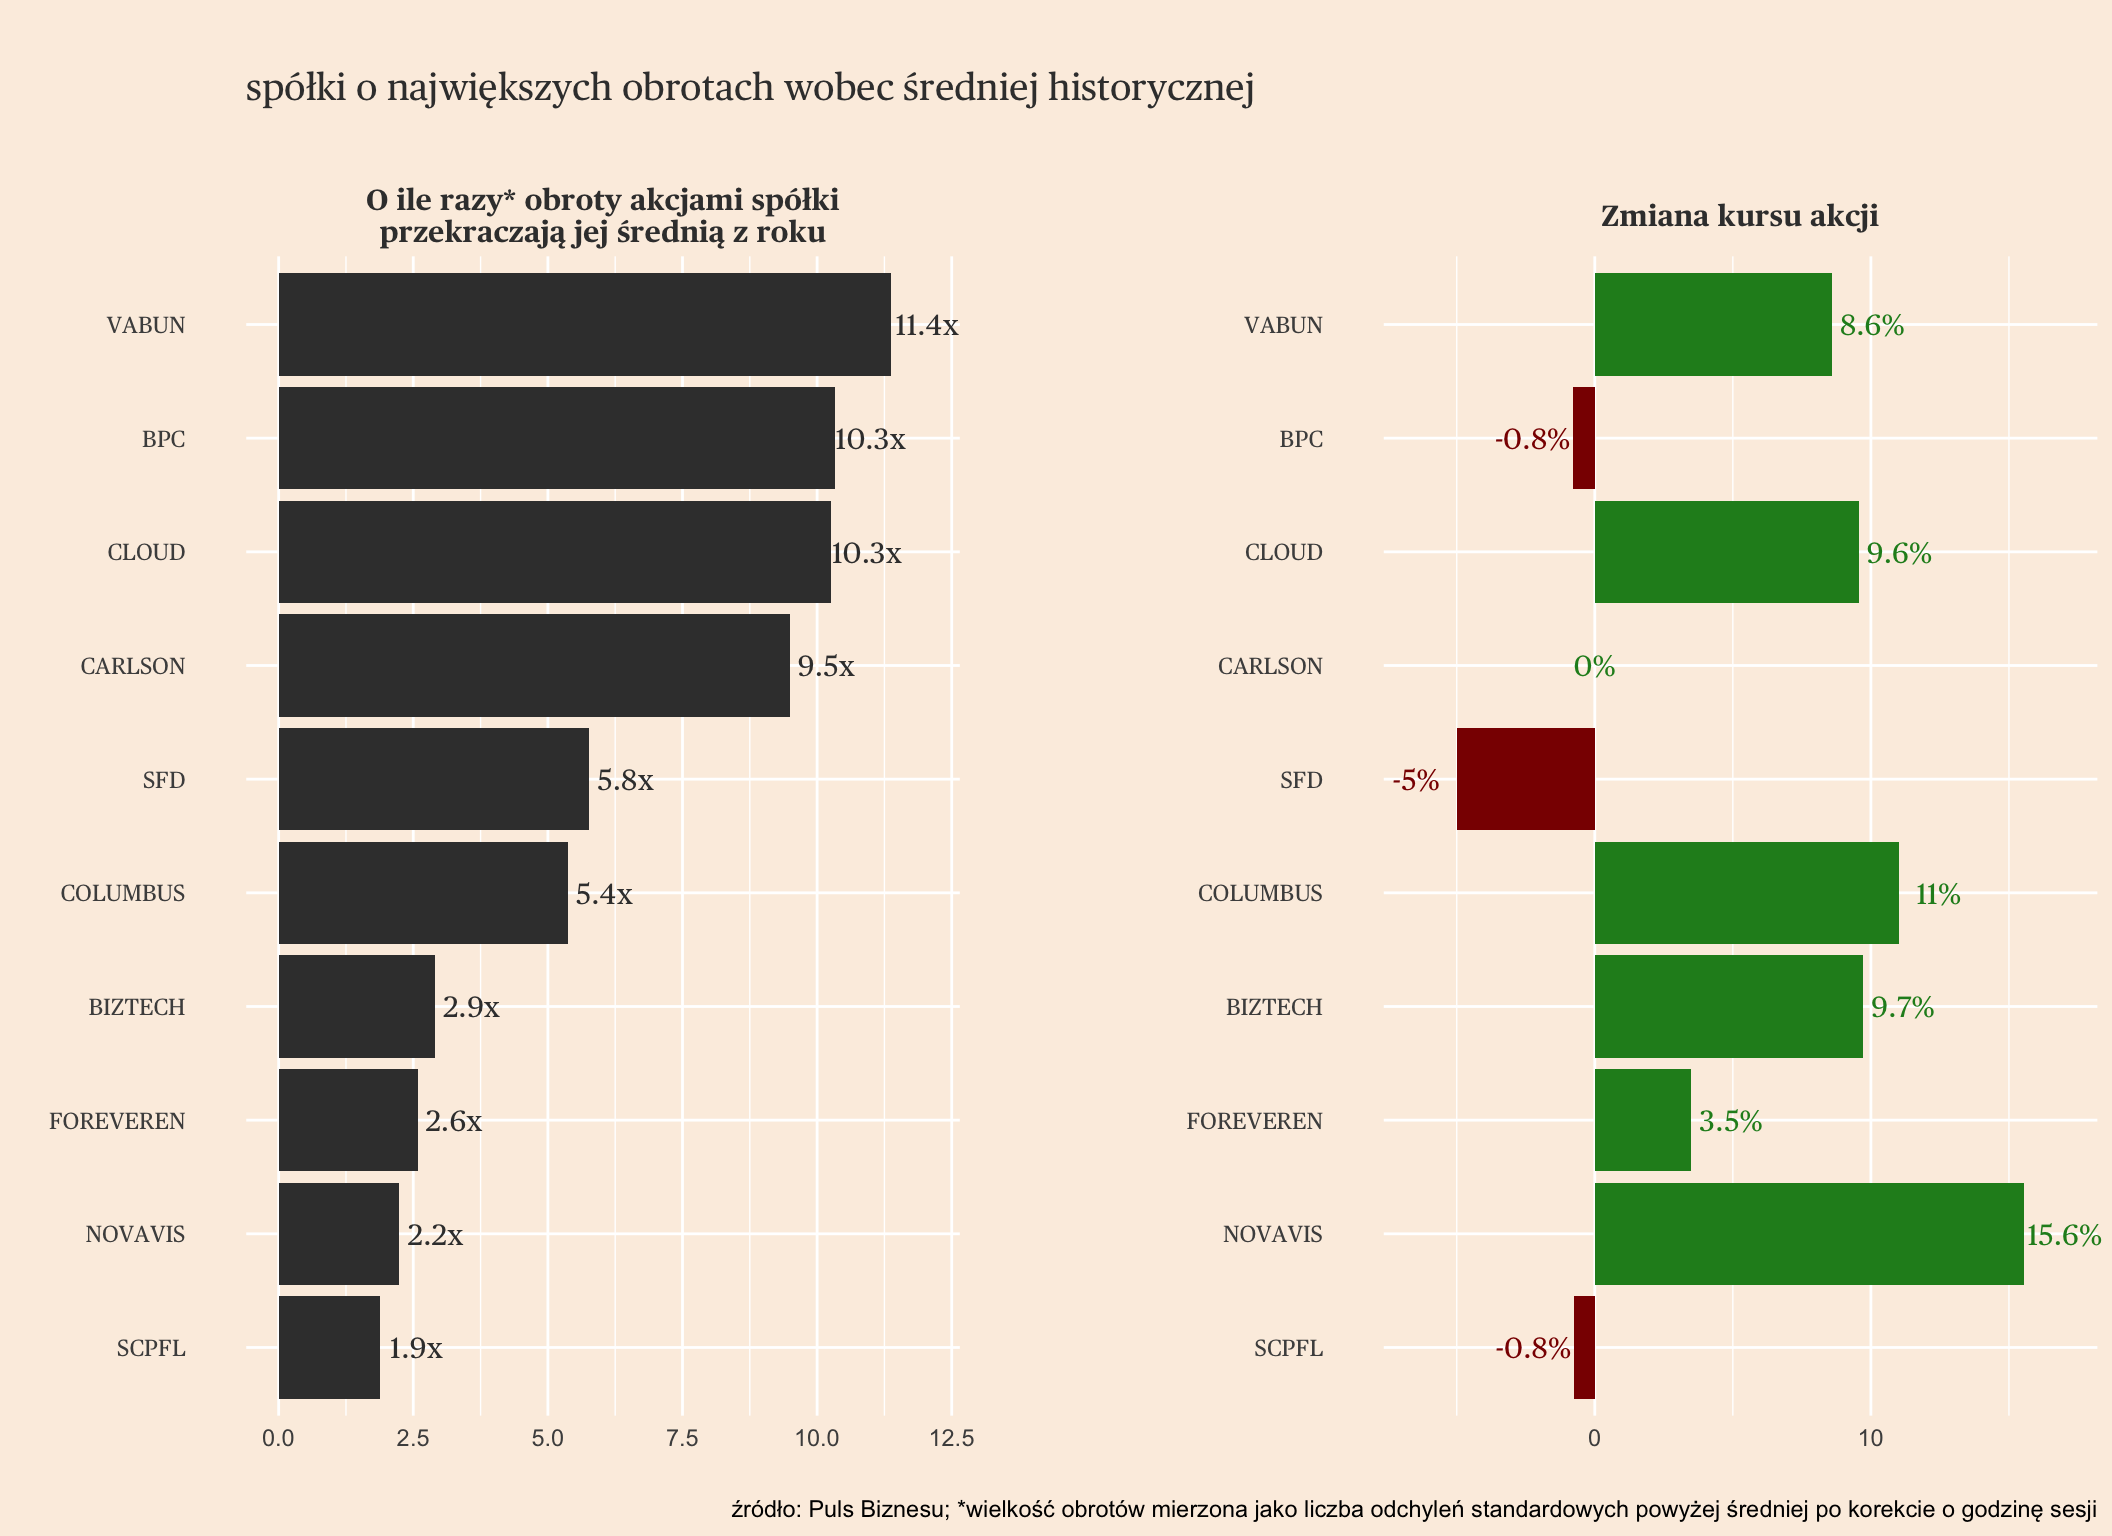 spółki o największych obrotach wobec średniej historycznej
O ile razy* obroty akcjami spółki
przekraczają jej średnią z roku
VABUN
11.4x
BPC
10.3x
CLOUD
10.3x
CARLSON
9.5x
SFD
5.8x
COLUMBUS
5.4x
BIZTECH
2.9x
FOREVEREN
2.6x
NOVAVIS
2.2x
SCPFL
1.9x
0.0 2.5 5.0 7.5 10.0 12.5
Zmiana kursu akcji
VABUN
8.6%
BPC
-0.8%
CLOUD
9.6%
CARLSON
0%
SFD
-5%
COLUMBUS
11%
BIZTECH
9.7%
FOREVEREN
3.5%
NOVAVIS
15.6%
SCPFL
-0.8%
0 10
źródło: Puls Biznesu; *wielkość obrotów mierzona jako liczba odchyleń standardowych powyżej średniej po korekcie o godzinę sesji